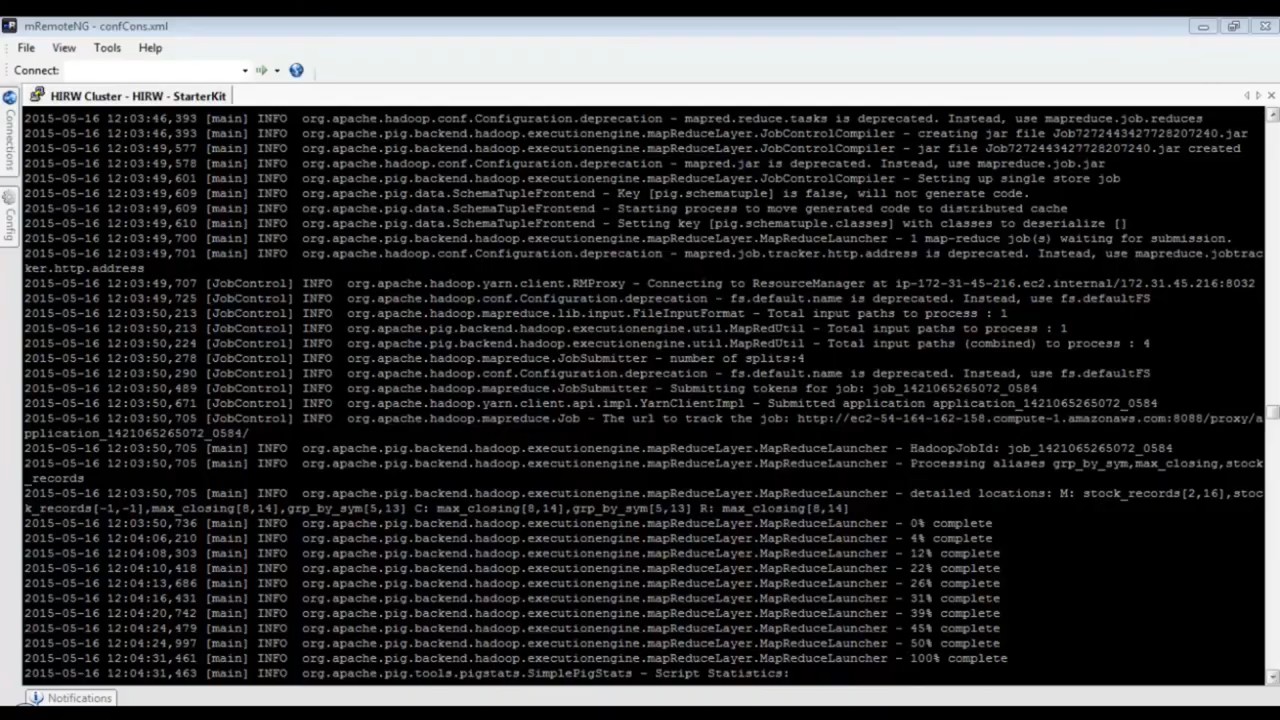 mRemoteNG - confCons.xml
File View Tools Help
Connect:
HIRW Cluster - HIRW - StarterKit
Connections
Config
2015-05-16 12:03:46,393 [main] INFO org.apache.hadoop.conf.Configuration.deprecation - mapred.reduce.tasks is deprecated. Instead, use mapreduce.job.reduces
2015-05-16 12:03:46,393 [main] INFO org.apache.pig.backend.hadoop.executionengine.mapReduceLayer.JobControlCompiler - creating jar file Job7272443427728207240.jar
2015-05-16 12:03:49,577 [main] INFO org.apache.pig.backend.hadoop.executionengine.mapReduceLayer.JobControlCompiler - jar file Job7272443427728207240.jar created
2015-05-16 12:03:49,578 [main] INFO org.apache.hadoop.conf.Configuration.deprecation - mapred.jar is deprecated. Instead, use mapreduce.job.jar
2015-05-16 12:03:49,601 [main] INFO org.apache.pig.backend.hadoop.executionengine.mapReduceLayer.JobControlCompiler - Setting up single store job
2015-05-16 12:03:49,609 [main] INFO org.apache.pig.data.SchemaTupleFrontend - Key [pig.schematuple] is false, will not generate code.
2015-05-16 12:03:49,609 [main] INFO org.apache.pig.data.SchemaTupleFrontend - Starting process to move generated code to distributed cache
2015-05-16 12:03:49,610 [main] INFO org.apache.pig.data.SchemaTupleFrontend - Setting key [pig.schematuple.classes] with classes to deserialize []
2015-05-16 12:03:49,700 [main] INFO org.apache.pig.backend.hadoop.executionengine.mapReduceLayer.MapReduceLauncher - 1 map-reduce job(s) waiting for submission.
2015-05-16 12:03:49,701 [main] INFO org.apache.hadoop.conf.Configuration.deprecation - mapred.job.tracker.http.address is deprecated. Instead, use mapreduce.jobtrac
ker.http.address
2015-05-16 12:03:49,707 [JobControl] INFO org.apache.hadoop.yarn.client.RMProxy - Connecting to ResourceManager at ip-172-31-45-216.ec2.internal/172.31.45.216:8032
2015-05-16 12:03:49,725 [JobControl] INFO org.apache.hadoop.conf.Configuration.deprecation - fs.default.name is deprecated. Instead, use fs.defaultFS
2015-05-16 12:03:50,213 [JobControl] INFO org.apache.hadoop.mapreduce.lib.input.FileInputFormat - Total input paths to process : 1
2015-05-16 12:03:50,213 [JobControl] INFO org.apache.pig.backend.hadoop.executionengine.util.MapRedUtil - Total input paths to process : 1
2015-05-16 12:03:50,224 [JobControl] INFO org.apache.pig.backend.hadoop.executionengine.util.MapRedUtil - Total input paths (combined) to process : 4
2015-05-16 12:03:50,278 [JobControl] INFO org.apache.hadoop.mapreduce.JobSubmitter - number of splits:4
2015-05-16 12:03:50,290 [JobControl] INFO org.apache.hadoop.conf.Configuration.deprecation - fs.default.name is deprecated. Instead, use fs.defaultFS
2015-05-16 12:03:50,489 [JobControl] INFO org.apache.hadoop.mapreduce.JobSubmitter - Submitting tokens for job: job_1421065265072_0584
2015-05-16 12:03:50,671 [JobControl] INFO org.apache.hadoop.yarn.client.api.impl.YarnClientImpl - Submitted application application_1421065265072_0584
2015-05-16 12:03:50,705 [JobControl] INFO org.apache.hadoop.mapreduce.Job - The url to track the job: http://ec2-54-164-162-158.compute-1.amazonaws.com:8088/proxy/a
pplication_1421065265072_0584/
2015-05-16 12:03:50,705 [main] INFO org.apache.pig.backend.hadoop.executionengine.mapReduceLayer.MapReduceLauncher - HadoopJobId: job_1421065265072_0584
2015-05-16 12:03:50,705 [main] INFO org.apache.pig.backend.hadoop.executionengine.mapReduceLayer.MapReduceLauncher - Processing aliases grp_by_sym,max_closing,stock
_records
2015-05-16 12:03:50,705 [main] INFO org.apache.pig.backend.hadoop.executionengine.mapReduceLayer.MapReduceLauncher - detailed locations: M: stock_records[2,16],stoc
k_records[-1,-1],max_closing[8,14],grp_by_sym[5,13] C: max_closing[8,14],grp_by_sym[5,13] R: max_closing[8,14]
2015-05-16 12:03:50,736 [main] INFO org.apache.pig.backend.hadoop.executionengine.mapReduceLayer.MapReduceLauncher - 0% complete
2015-05-16 12:04:06,210 [main] INFO org.apache.pig.backend.hadoop.executionengine.mapReduceLayer.MapReduceLauncher - 4% complete
2015-05-16 12:04:08,303 [main] INFO org.apache.pig.backend.hadoop.executionengine.mapReduceLayer.MapReduceLauncher - 12% complete
2015-05-16 12:04:10,418 [main] INFO org.apache.pig.backend.hadoop.executionengine.mapReduceLayer.MapReduceLauncher - 22% complete
2015-05-16 12:04:13,686 [main] INFO org.apache.pig.backend.hadoop.executionengine.mapReduceLayer.MapReduceLauncher - 26% complete
2015-05-16 12:04:16,431 [main] INFO org.apache.pig.backend.hadoop.executionengine.mapReduceLayer.MapReduceLauncher - 31% complete
2015-05-16 12:04:20,742 [main] INFO org.apache.pig.backend.hadoop.executionengine.mapReduceLayer.MapReduceLauncher - 39% complete
2015-05-16 12:04:24,479 [main] INFO org.apache.pig.backend.hadoop.executionengine.mapReduceLayer.MapReduceLauncher - 45% complete
2015-05-16 12:04:24,997 [main] INFO org.apache.pig.backend.hadoop.executionengine.mapReduceLayer.MapReduceLauncher - 50% complete
2015-05-16 12:04:31,461 [main] INFO org.apache.pig.backend.hadoop.executionengine.mapReduceLayer.MapReduceLauncher - 100% complete
2015-05-16 12:04:31,463 [main] INFO org.apache.pig.tools.pigstats.SimplePigStats - Script Statistics:
Notifications